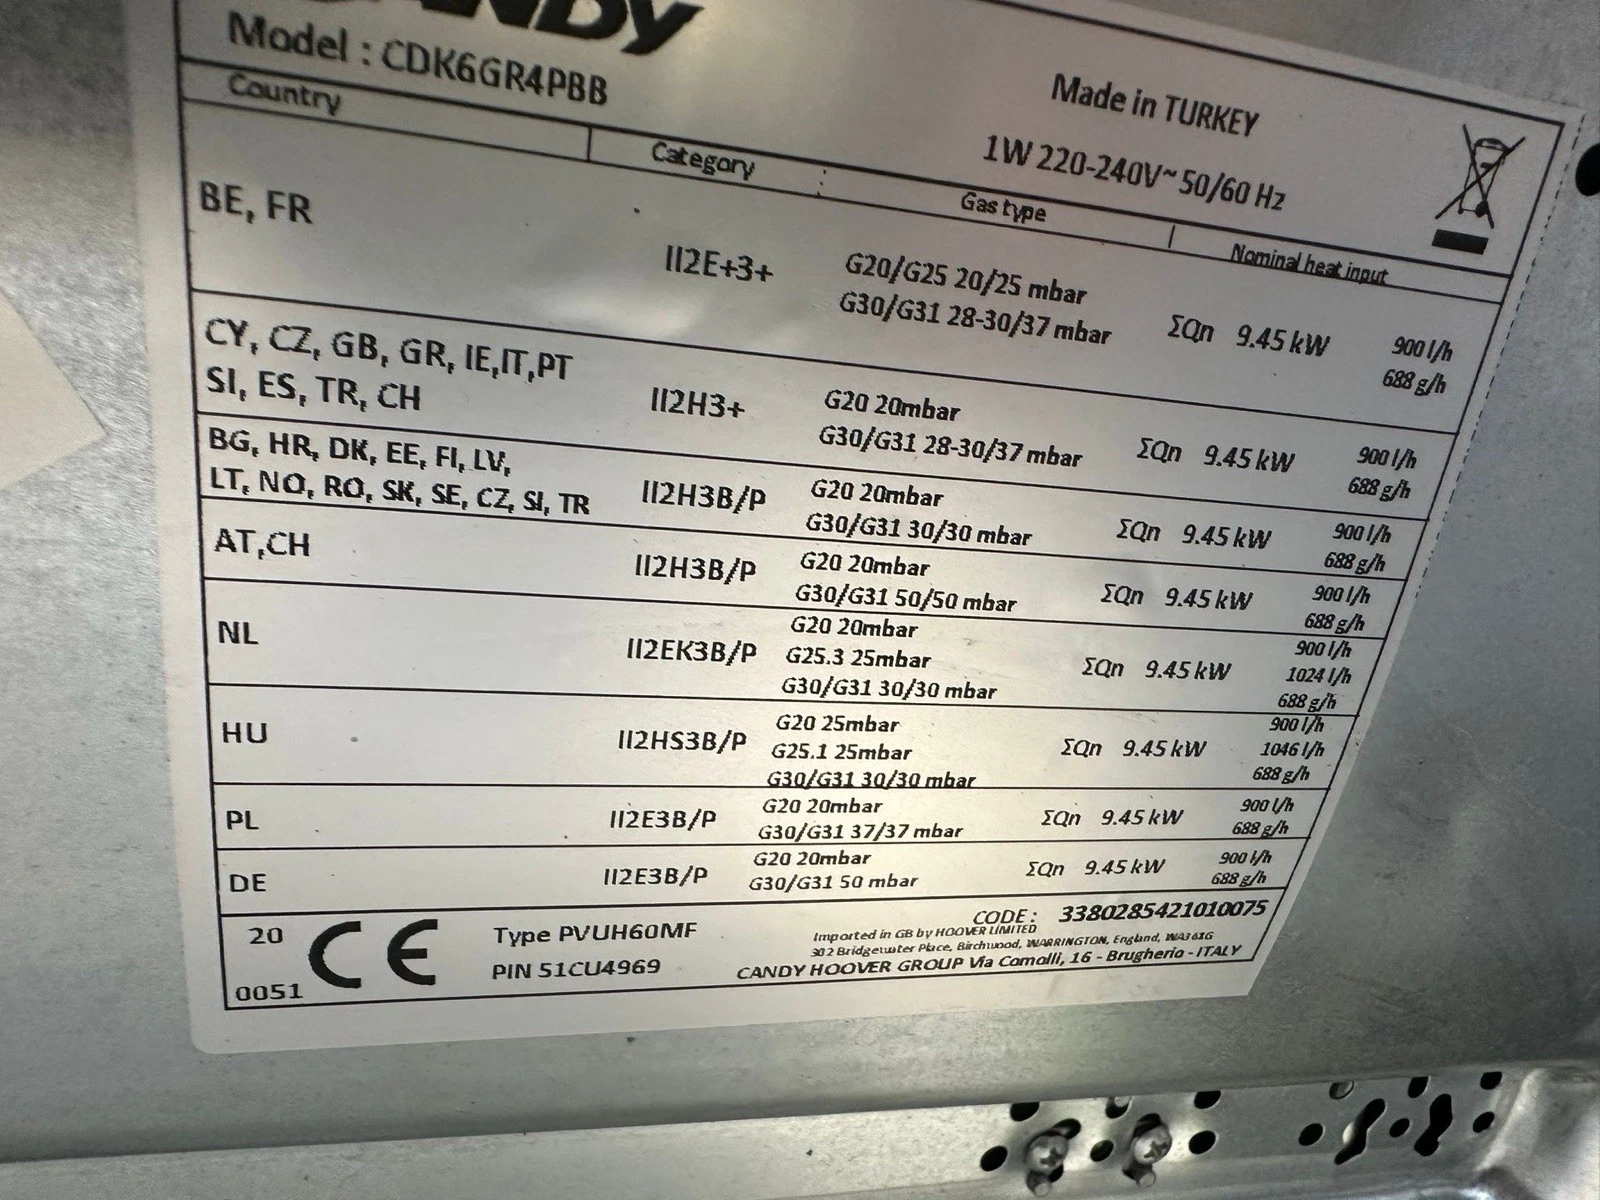 CANDY
Model : CDK6GR4PBB
Made in TURKEY
1W 220-240V~ 50/60 Hz
Country Category : Gas type Nominal heat input
BE, FR II2E+3+ G20/G25 20/25 mbar ΣQn 9.45 kW 900 l/h
G30/G31 28-30/37 mbar 688 g/h
CY, CZ, GB, GR, IE,IT,PT II2H3+ G20 20mbar ΣQn 9.45 kW 900 l/h
SI, ES, TR, CH G30/G31 28-30/37 mbar 688 g/h
BG, HR, DK, EE, FI, LV, II2H3B/P G20 20mbar ΣQn 9.45 kW 900 l/h
LT, NO, RO, SK, SE, CZ, SI, TR G30/G31 30/30 mbar 688 g/h
AT,CH II2H3B/P G20 20mbar ΣQn 9.45 kW 900 l/h
G30/G31 50/50 mbar 688 g/h
NL II2EK3B/P G20 20mbar ΣQn 9.45 kW 900 l/h
G25.3 25mbar 1024 l/h
G30/G31 30/30 mbar 688 g/h
HU II2HS3B/P G20 25mbar ΣQn 9.45 kW 900 l/h
G25.1 25mbar 1046 l/h
G30/G31 30/30 mbar 688 g/h
PL II2E3B/P G20 20mbar ΣQn 9.45 kW 900 l/h
G30/G31 37/37 mbar 688 g/h
DE II2E3B/P G20 20mbar ΣQn 9.45 kW 900 l/h
G30/G31 50 mbar 688 g/h
20 CE
0051
Type PVUH60MF
PIN 51CU4969
CODE : 3380285421010075
Imported in GB by HOOVER LIMITED
302 Bridgewater Place, Birchwood, WARRINGTON, England, WA3 6XG
CANDY HOOVER GROUP Via Comolli, 16 - Brugherio - ITALY